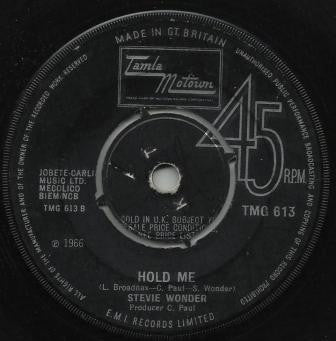 MADE IN GT. BRITAIN
UNAUTHORISED PUBLIC PERFORMANCE BROADCASTING AND COPYING OF THIS RECORD PROHIBITED
ALL RIGHTS OF THE MANUFACTURER AND OF THE OWNER OF THE RECORDED WORK RESERVED
Tamla
Motown
45
R.P.M.
JOBETE-CARLIN
MUSIC LTD.
MECOLICO
BIEM/NCB
TMG 613 B
TMG 613
SOLD IN U.K. SUBJECT
SALE PRICE CONDITIONS
PRICE LIST
℗ 1966
HOLD ME
(L. Broadnax—C. Paul—S. Wonder)
STEVIE WONDER
Producer C. Paul
E.M.I. RECORDS LIMITED